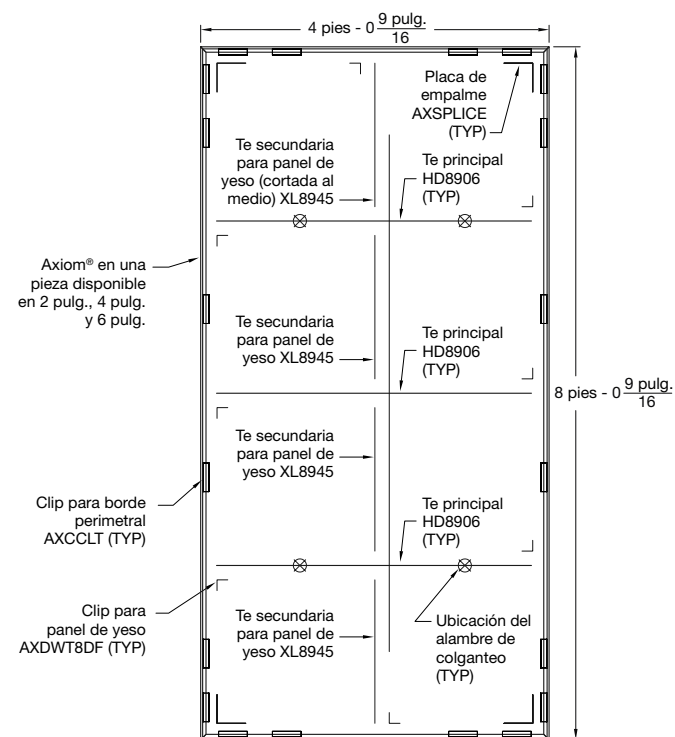 4 pies - 0 9 pulg.
16
Placa de
empalme
AXSPLICE
(TYP)
Te secundaria
para panel de
yeso (cortada al
medio) XL8945
Te principal
HD8906
(TYP)
Axiom® en una
pieza disponible
en 2 pulg., 4 pulg.
y 6 pulg.
Te secundaria
para panel de
yeso XL8945
Te principal
HD8906
(TYP)
8 pies - 0 9 pulg.
16
Te secundaria
para panel de
yeso XL8945
Clip para borde
perimetral
AXCCLT (TYP)
Te principal
HD8906
(TYP)
Clip para
panel de yeso
AXDWT8DF (TYP)
Te secundaria
para panel de
yeso XL8945
Ubicación del
alambre de
colganteo
(TYP)